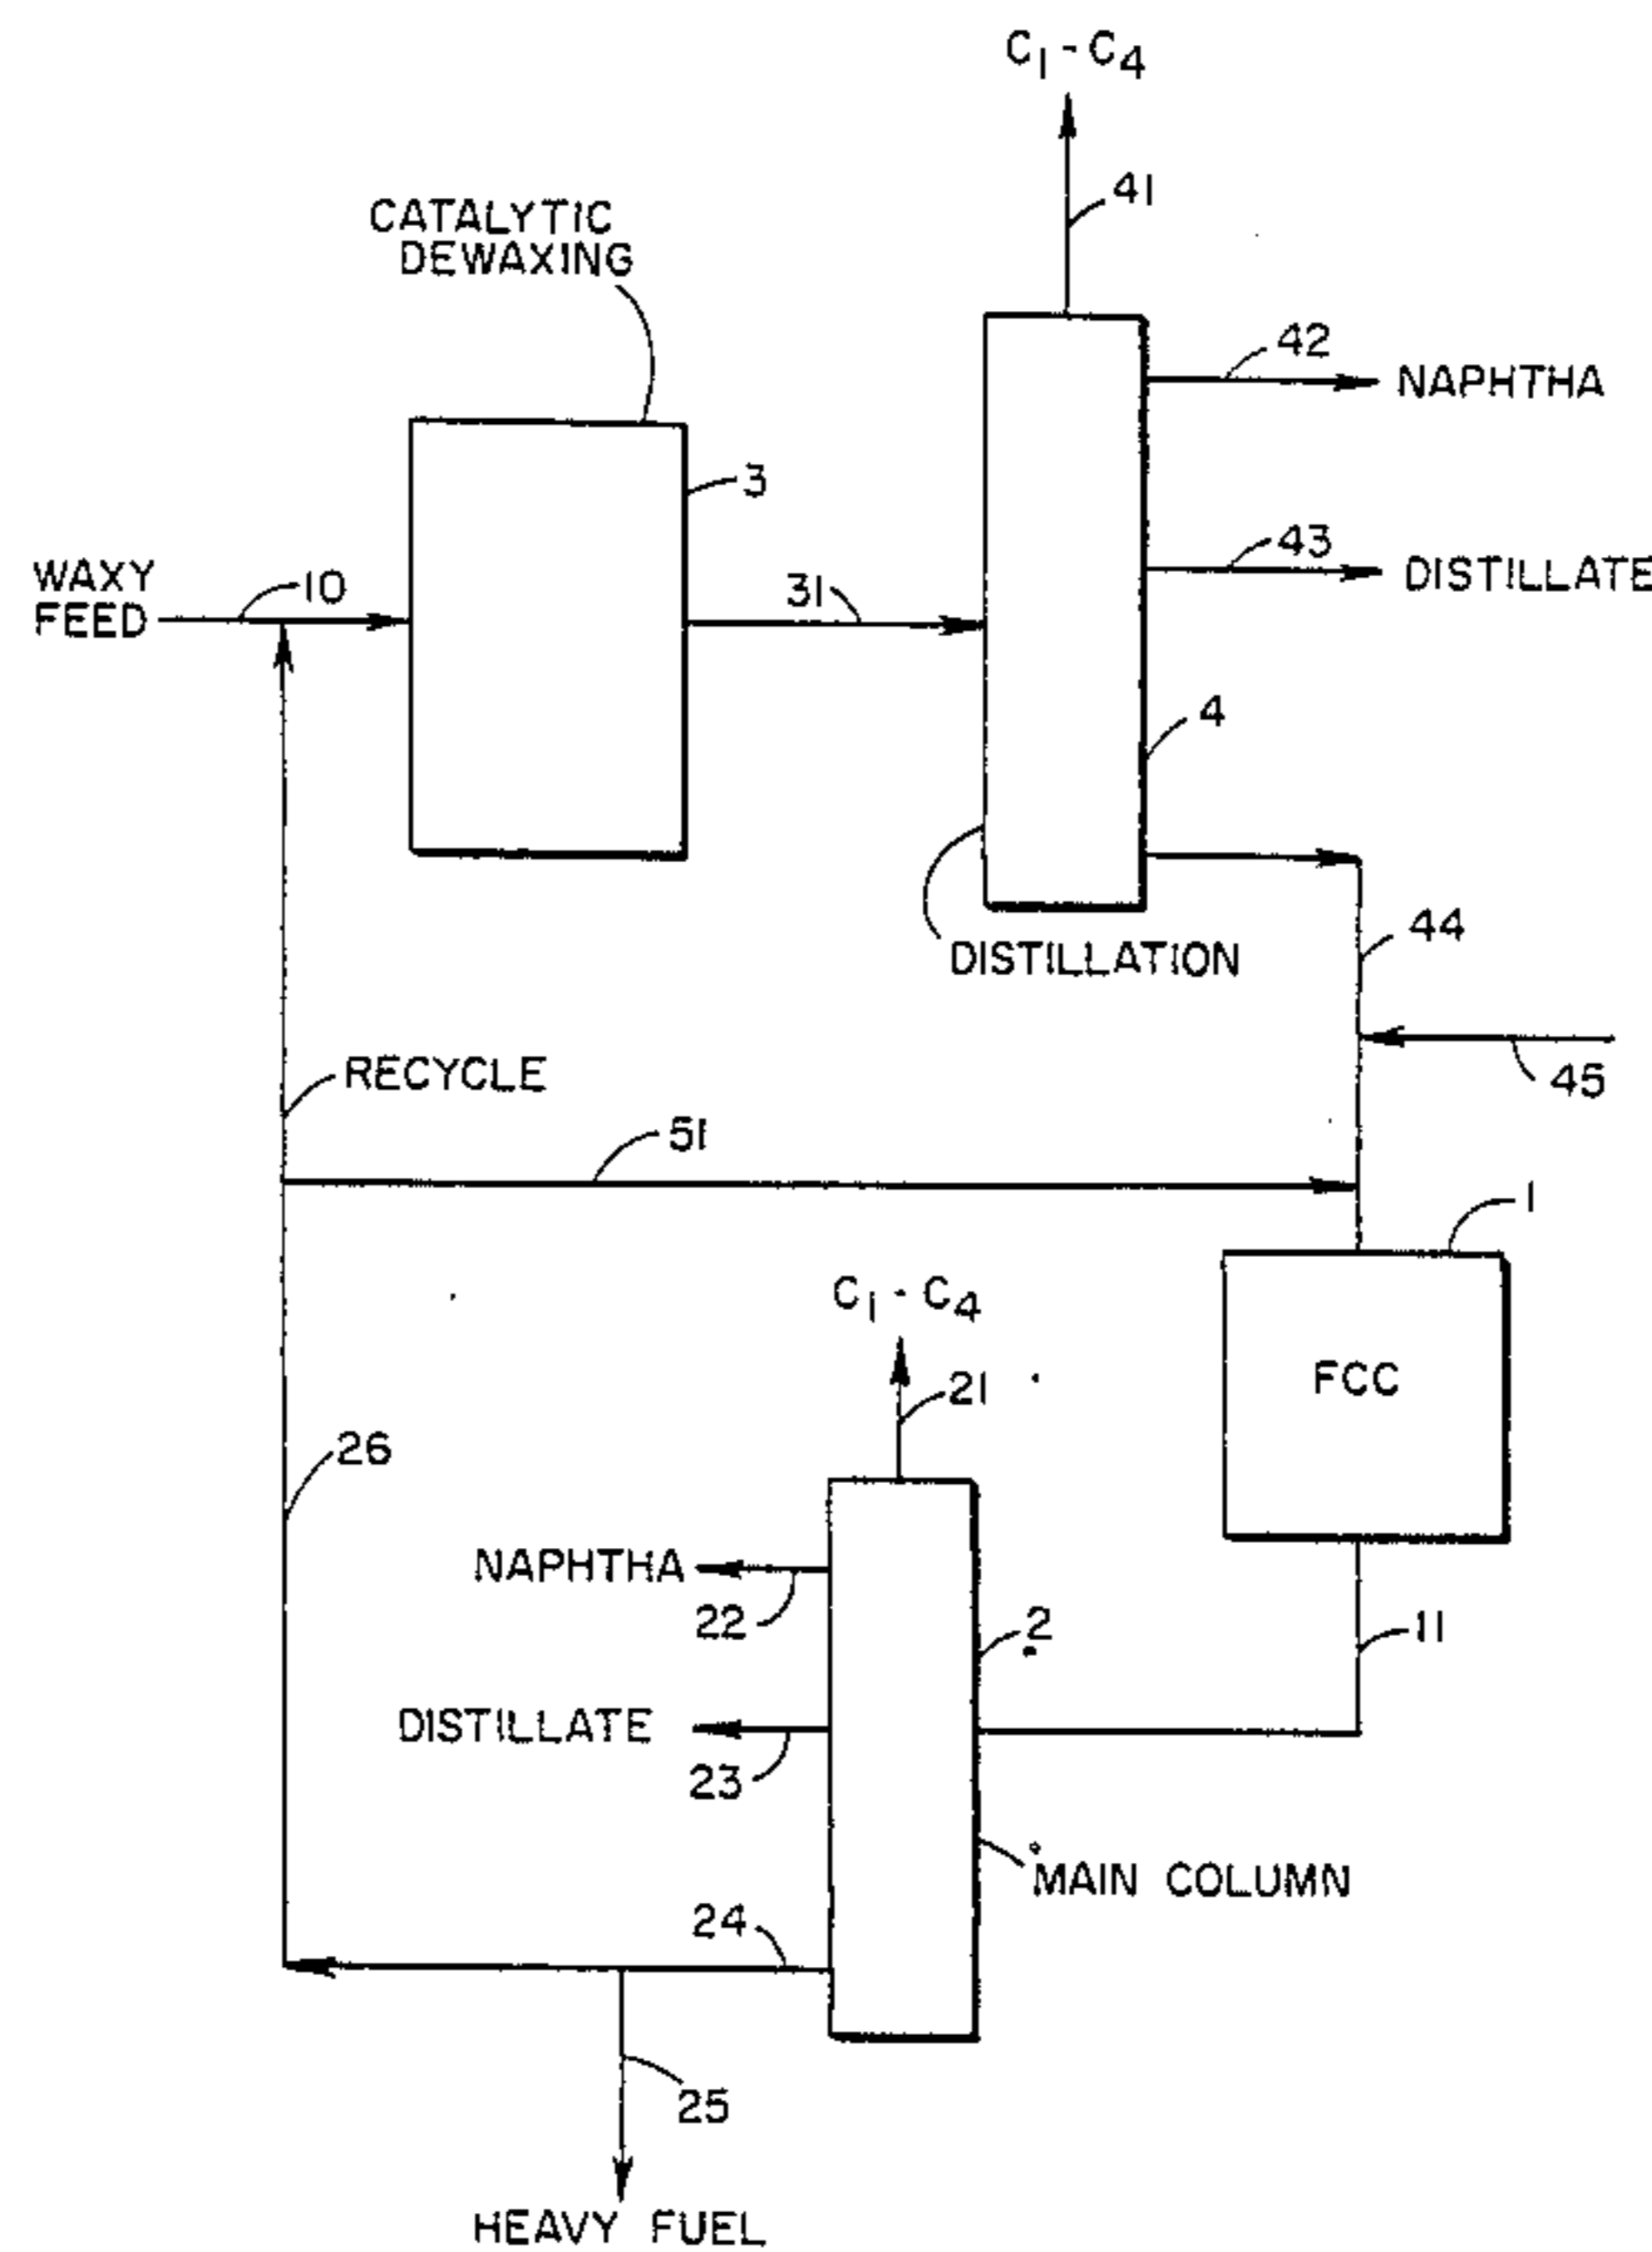 C1 - C4
41
CATALYTIC
DEWAXING
42
NAPHTHA
3
43
DISTILLATE
WAXY
FEED
10
31
4
44
DISTILLATION
RECYCLE
45
51
1
C1 - C4
FCC
21
26
NAPHTHA
22
2
11
DISTILLATE
23
MAIN COLUMN
24
25
HEAVY FUEL